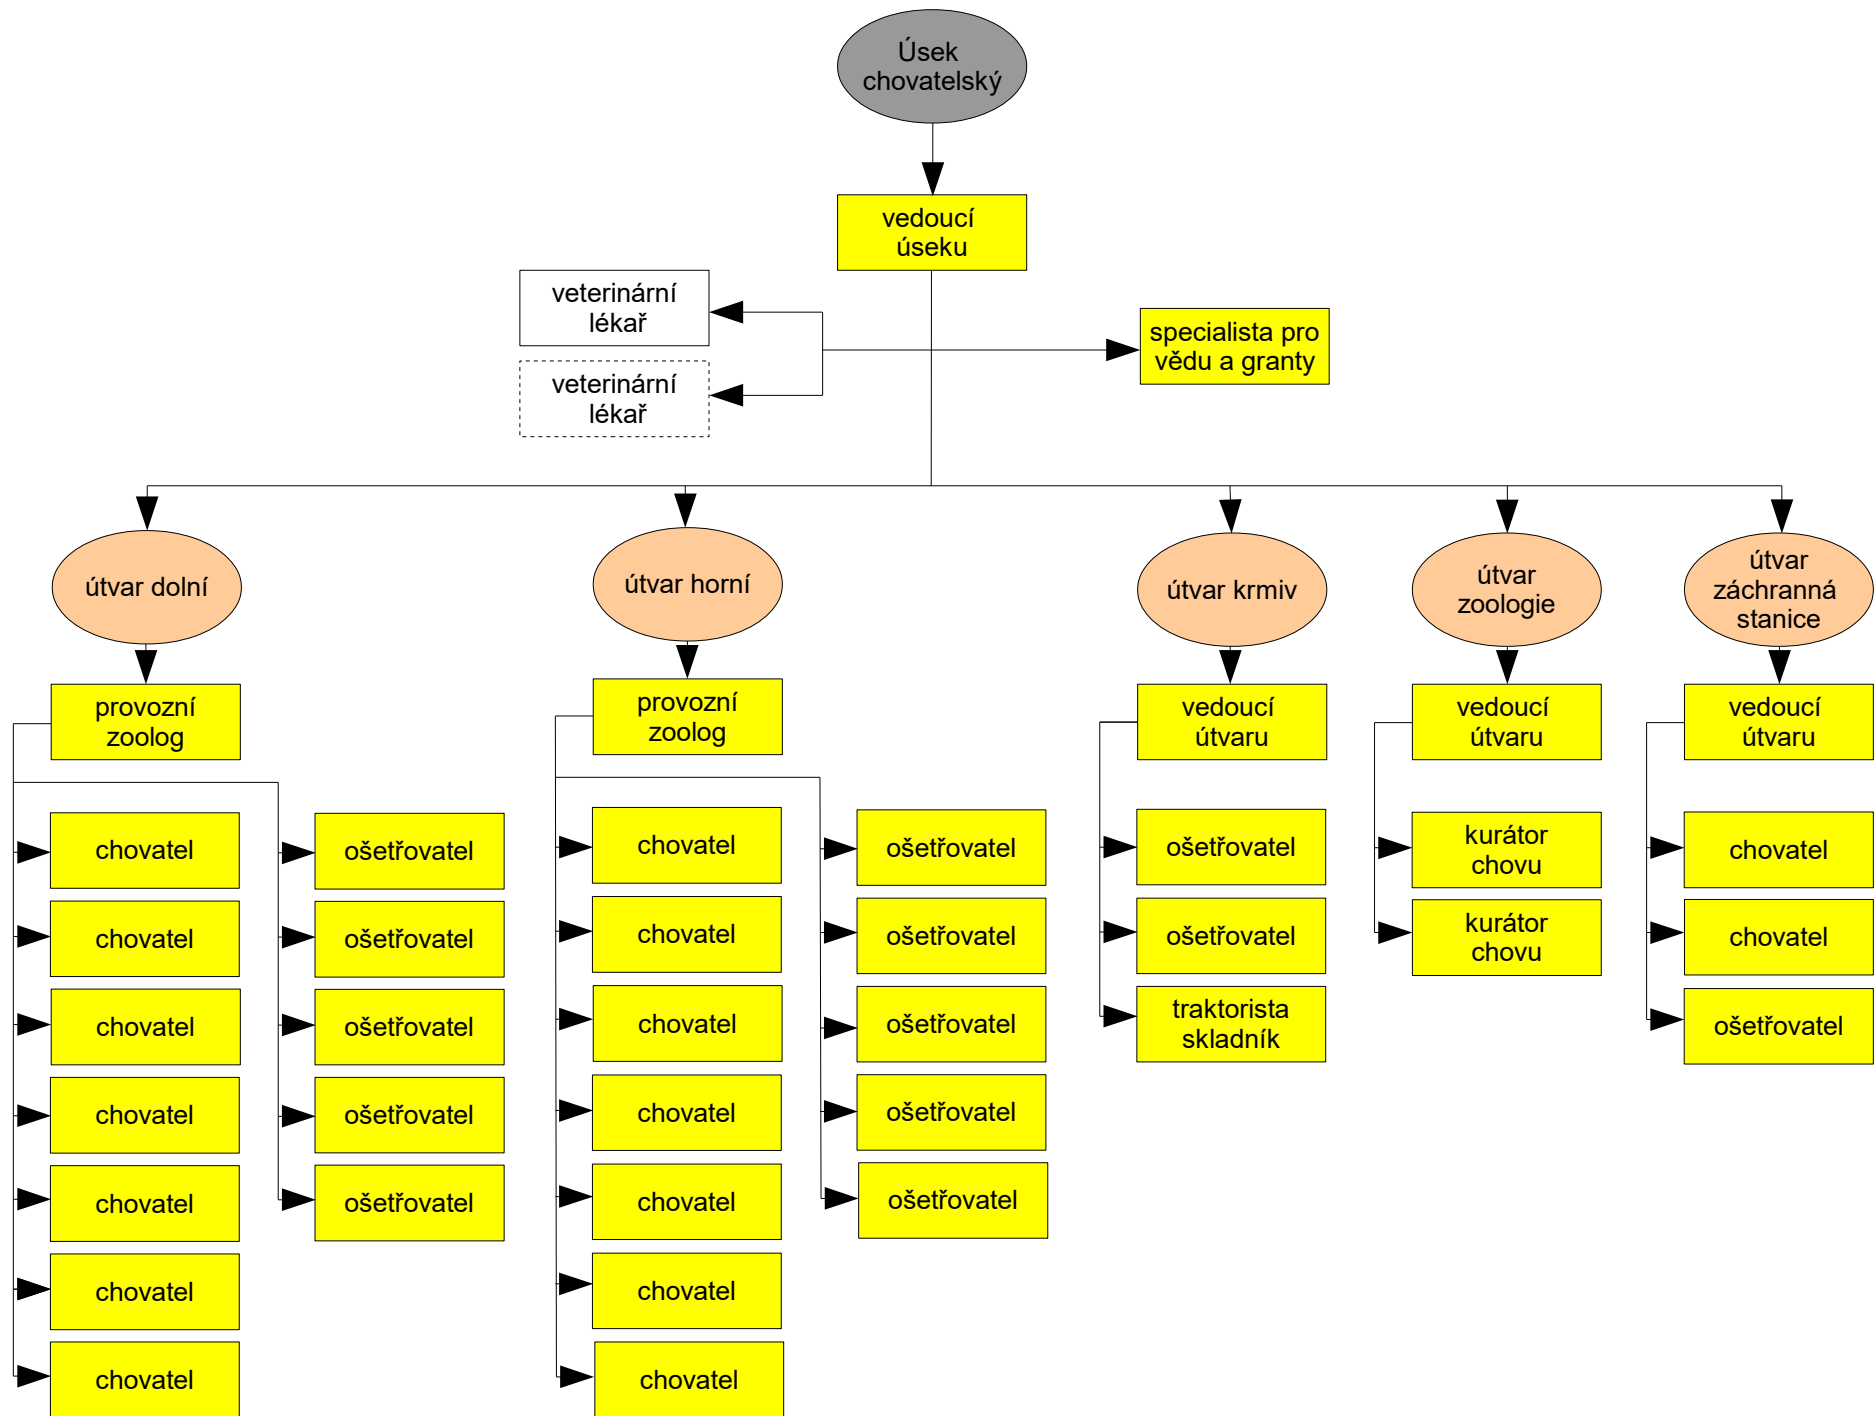 Úsek
chovatelský
vedoucí
úseku
veterinární
lékař
veterinární
lékař
specialista pro
vědu a granty
útvar dolní
útvar horní
útvar krmiv
útvar
zoologie
útvar
záchranná
stanice
provozní
zoolog
provozní
zoolog
vedoucí
útvaru
vedoucí
útvaru
vedoucí
útvaru
chovatel
chovatel
chovatel
chovatel
chovatel
chovatel
chovatel
ošetřovatel
ošetřovatel
ošetřovatel
ošetřovatel
ošetřovatel
chovatel
chovatel
chovatel
chovatel
chovatel
chovatel
chovatel
ošetřovatel
ošetřovatel
ošetřovatel
ošetřovatel
ošetřovatel
ošetřovatel
ošetřovatel
traktorista
skladník
kurátor
chovu
kurátor
chovu
chovatel
chovatel
ošetřovatel